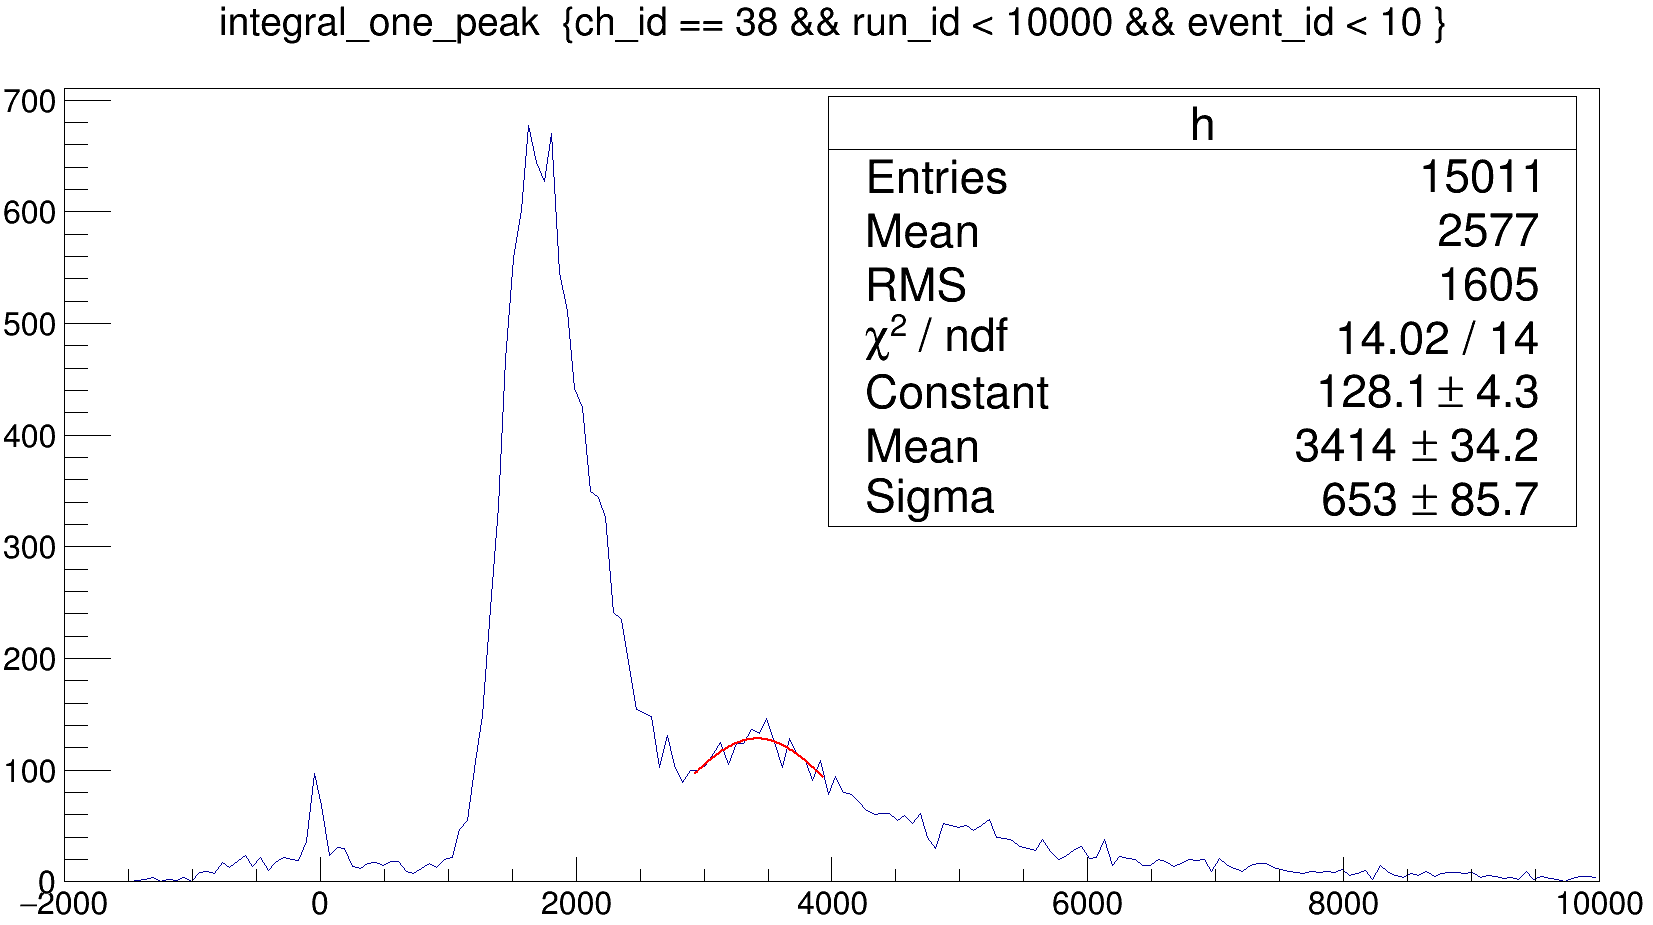 integral_one_peak {ch_id == 38 && run_id < 10000 && event_id < 10 }
h
Entries 15011
Mean 2577
RMS 1605
χ² / ndf 14.02 / 14
Constant 128.1 ± 4.3
Mean 3414 ± 34.2
Sigma 653 ± 85.7
700
600
500
400
300
200
100
0
−2000 0 2000 4000 6000 8000 10000